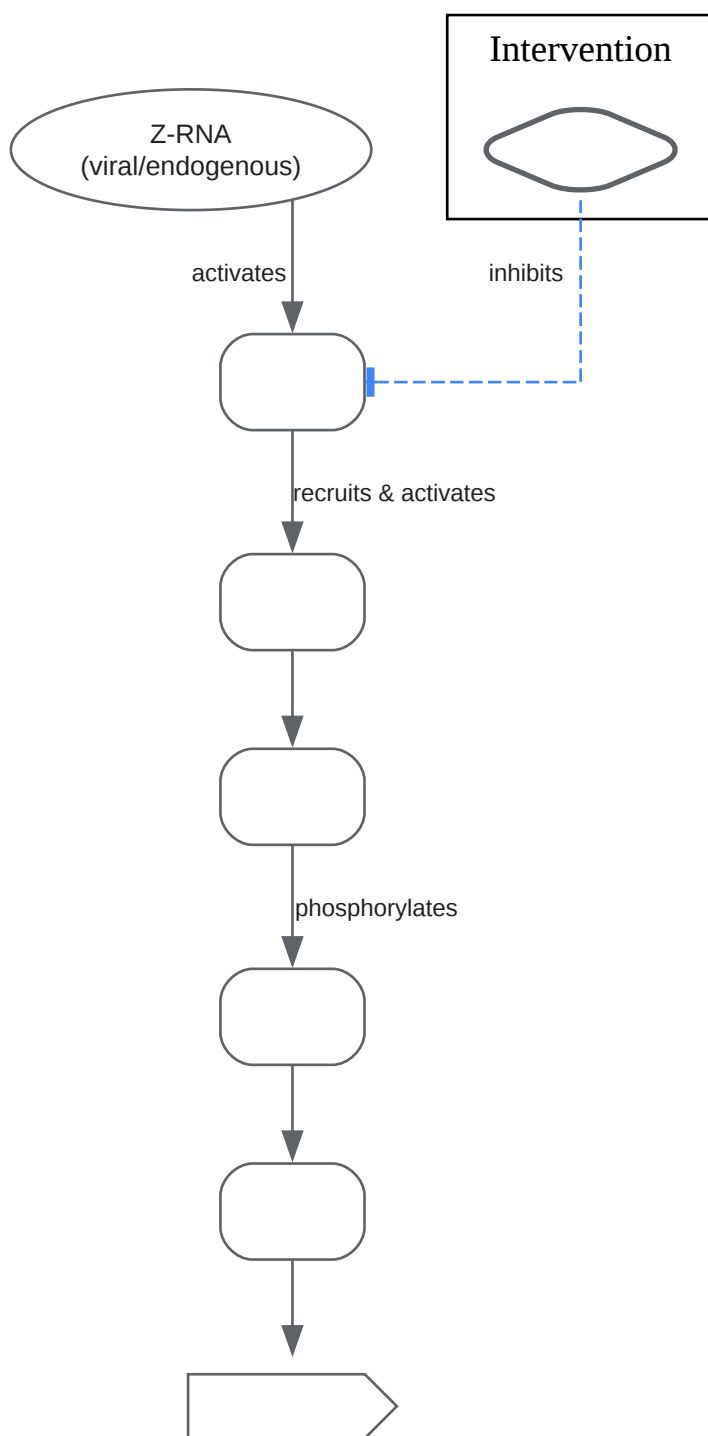 Intervention
Z-RNA
(viral/endogenous)
activates
inhibits
recruits & activates
phosphorylates